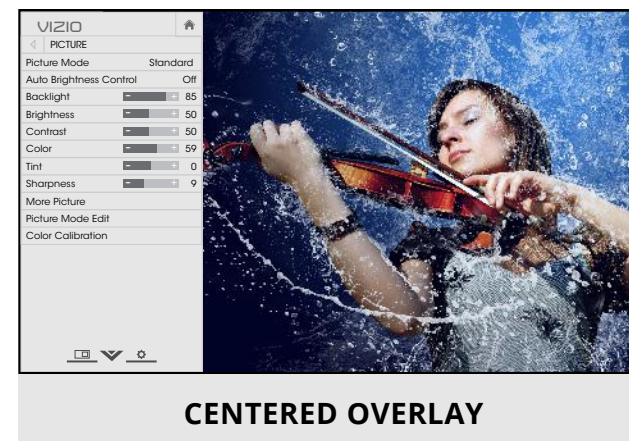 VIZIO
PICTURE
Picture Mode Standard
Auto Brightness Control Off
Backlight 85
Brightness 50
Contrast 50
Color 59
Tint 0
Sharpness 9
More Picture
Picture Mode Edit
Color Calibration
CENTERED OVERLAY